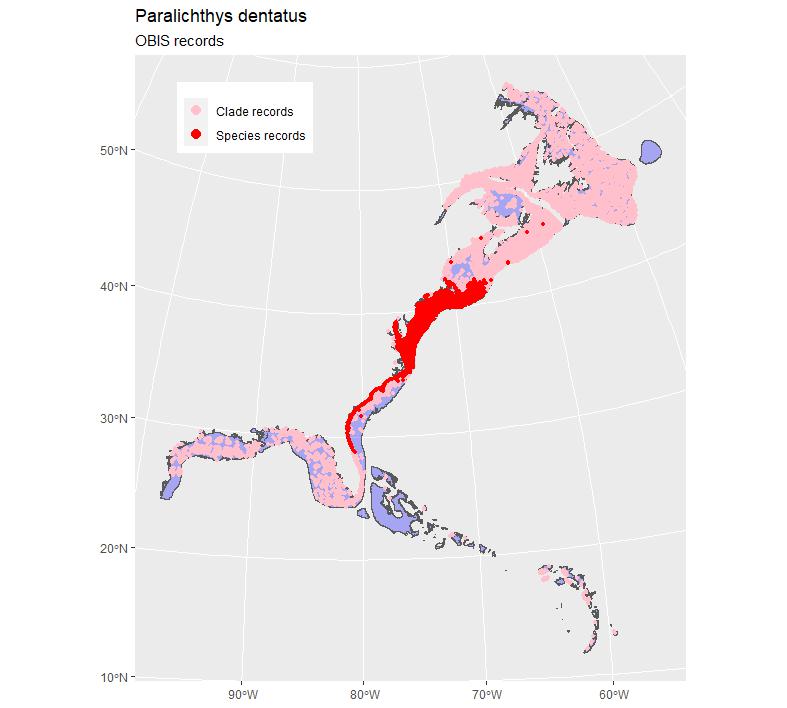 Paralichthys dentatus
OBIS records
Clade records
Species records
50°N
40°N
30°N
20°N
10°N
90°W 80°W 70°W 60°W